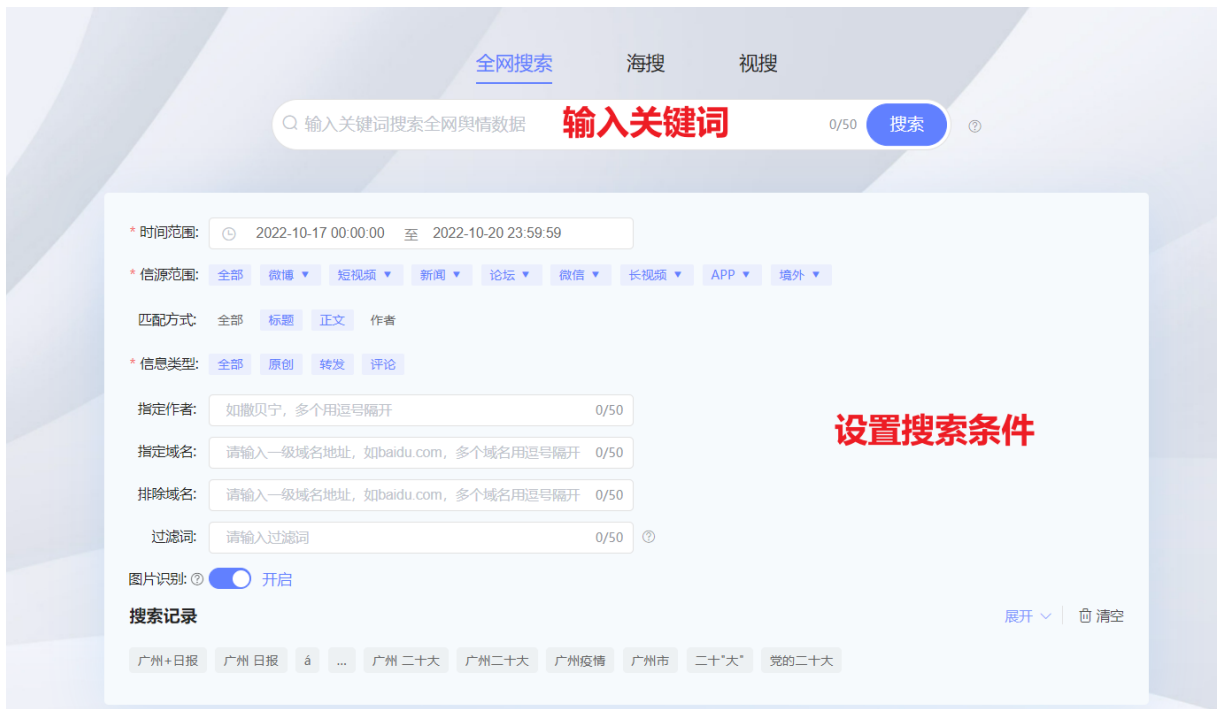 全网搜索 海搜 视搜
输入关键词搜索全网舆情数据 输入关键词 0/50 搜索
* 时间范围: 2022-10-17 00:00:00 至 2022-10-20 23:59:59
* 信源范围: 全部 微博 ▼ 短视频 ▼ 新闻 ▼ 论坛 ▼ 微信 ▼ 长视频 ▼ APP ▼ 境外 ▼
匹配方式: 全部 标题 正文 作者
* 信息类型: 全部 原创 转发 评论
指定作者: 如撒贝宁，多个用逗号隔开 0/50
设置搜索条件
指定域名: 请输入一级域名地址，如baidu.com，多个域名用逗号隔开 0/50
排除域名: 请输入一级域名地址，如baidu.com，多个域名用逗号隔开 0/50
过滤词: 请输入过滤词 0/50
图片识别: 开启
搜索记录 展开 清空
广州+日报 广州 日报 á ... 广州 二十大 广州二十大 广州疫情 广州市 二十"大" 党的二十大